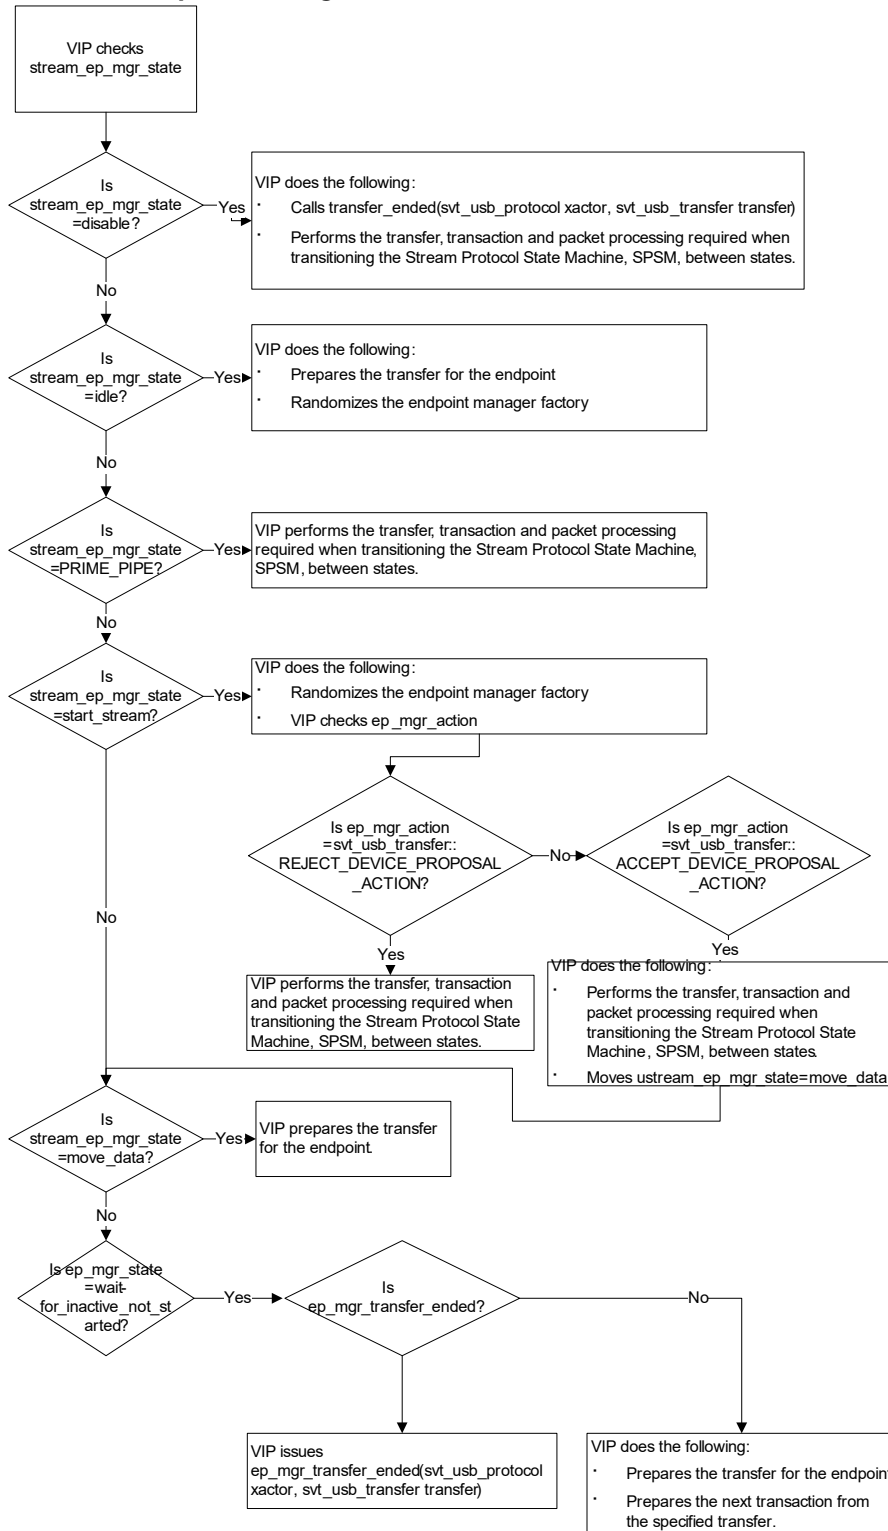 VIP checks
stream_ep_mgr_state
Is
stream_ep_mgr_state
=disable?
Yes
VIP does the following:
· Calls transfer_ended(svt_usb_protocol xactor, svt_usb_transfer transfer)
· Performs the transfer, transaction and packet processing required when
transitioning the Stream Protocol State Machine, SPSM, between states.
No
Is
stream_ep_mgr_state
=idle?
Yes
VIP does the following:
· Prepares the transfer for the endpoint
· Randomizes the endpoint manager factory
No
Is
stream_ep_mgr_state
=PRIME_PIPE?
Yes
VIP performs the transfer, transaction and packet processing
required when transitioning the Stream Protocol State Machine,
SPSM, between states.
No
Is
stream_ep_mgr_state
=start_stream?
Yes
VIP does the following:
· Randomizes the endpoint manager factory
· VIP checks ep_mgr_action
Is ep_mgr_action
=svt_usb_transfer::
REJECT_DEVICE_PROPOSAL
_ACTION?
No
Is ep_mgr_action
=svt_usb_transfer::
ACCEPT_DEVICE_PROPOSAL
_ACTION?
No
Yes
VIP performs the transfer, transaction
and packet processing required when
transitioning the Stream Protocol State
Machine, SPSM, between states.
Yes
VIP does the following:
· Performs the transfer, transaction and
packet processing required when
transitioning the Stream Protocol State
Machine, SPSM, between states.
· Moves ustream_ep_mgr_state=move_data
Is
stream_ep_mgr_state
=move_data?
Yes
VIP prepares the transfer
for the endpoint.
No
Is ep_mgr_state
=wait-
for_inactive_not_st
arted?
Yes
Is
ep_mgr_transfer_ended?
No
VIP issues
ep_mgr_transfer_ended(svt_usb_protocol
xactor, svt_usb_transfer transfer)
VIP does the following:
· Prepares the transfer for the endpoint
· Prepares the next transaction from
the specified transfer.